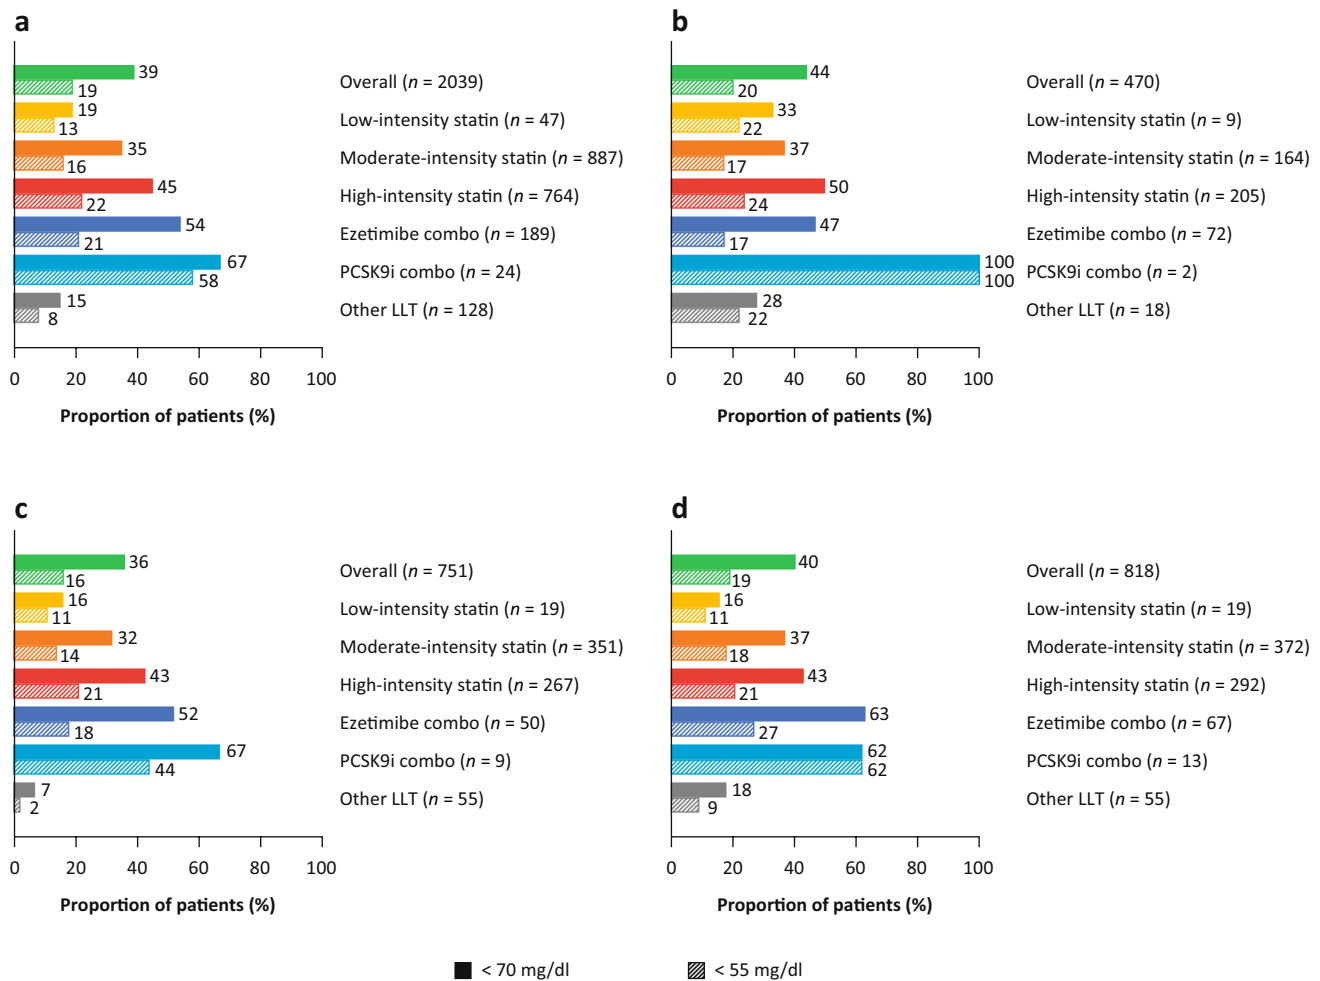 a
39
19
Overall (n = 2039)
19
13
Low-intensity statin (n = 47)
35
16
Moderate-intensity statin (n = 887)
45
22
High-intensity statin (n = 764)
54
21
Ezetimibe combo (n = 189)
67
58
PCSK9i combo (n = 24)
15
8
Other LLT (n = 128)
0 20 40 60 80 100
Proportion of patients (%)
b
44
20
Overall (n = 470)
33
22
Low-intensity statin (n = 9)
37
17
Moderate-intensity statin (n = 164)
50
24
High-intensity statin (n = 205)
47
17
Ezetimibe combo (n = 72)
100
100
PCSK9i combo (n = 2)
28
22
Other LLT (n = 18)
0 20 40 60 80 100
Proportion of patients (%)
c
36
16
Overall (n = 751)
16
11
Low-intensity statin (n = 19)
32
14
Moderate-intensity statin (n = 351)
43
21
High-intensity statin (n = 267)
52
18
Ezetimibe combo (n = 50)
67
44
PCSK9i combo (n = 9)
7
2
Other LLT (n = 55)
0 20 40 60 80 100
Proportion of patients (%)
d
40
19
Overall (n = 818)
16
11
Low-intensity statin (n = 19)
37
18
Moderate-intensity statin (n = 372)
43
21
High-intensity statin (n = 292)
63
27
Ezetimibe combo (n = 67)
62
62
PCSK9i combo (n = 13)
18
9
Other LLT (n = 55)
0 20 40 60 80 100
Proportion of patients (%)
< 70 mg/dl
< 55 mg/dl